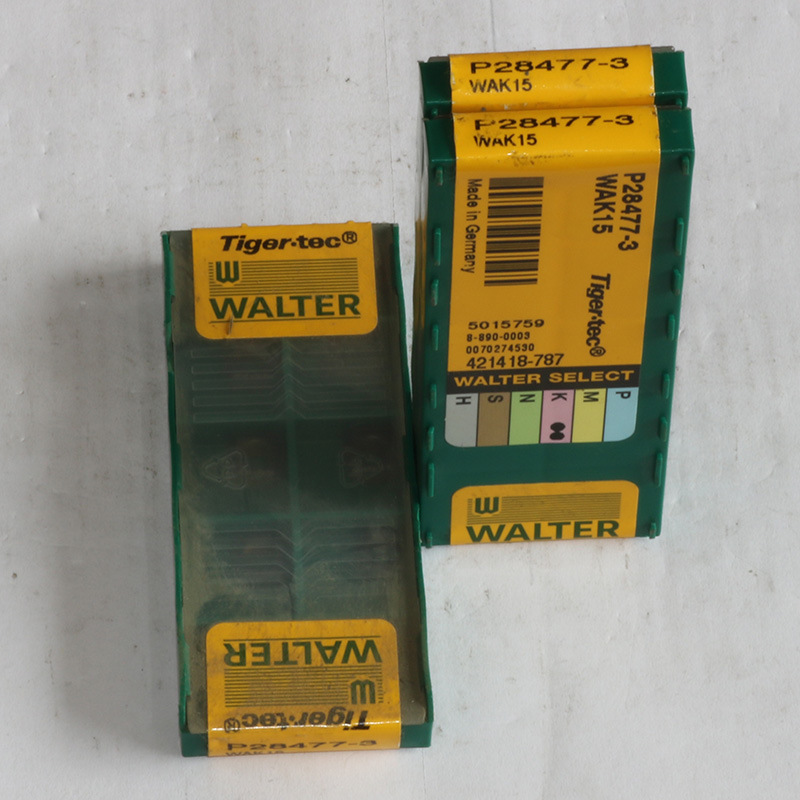 P28477-3
WAK15
P28477-3
WAK15
P28477-3
WAK15
Tiger·tec®
Made in Germany
5015759
8-890-0003
0070274530
421418-787
WALTER SELECT
P
M
K
N
S
H
WALTER
Tiger·tec®
WALTER
WALTER
Tiger·tec®
P28477-3
WAK15